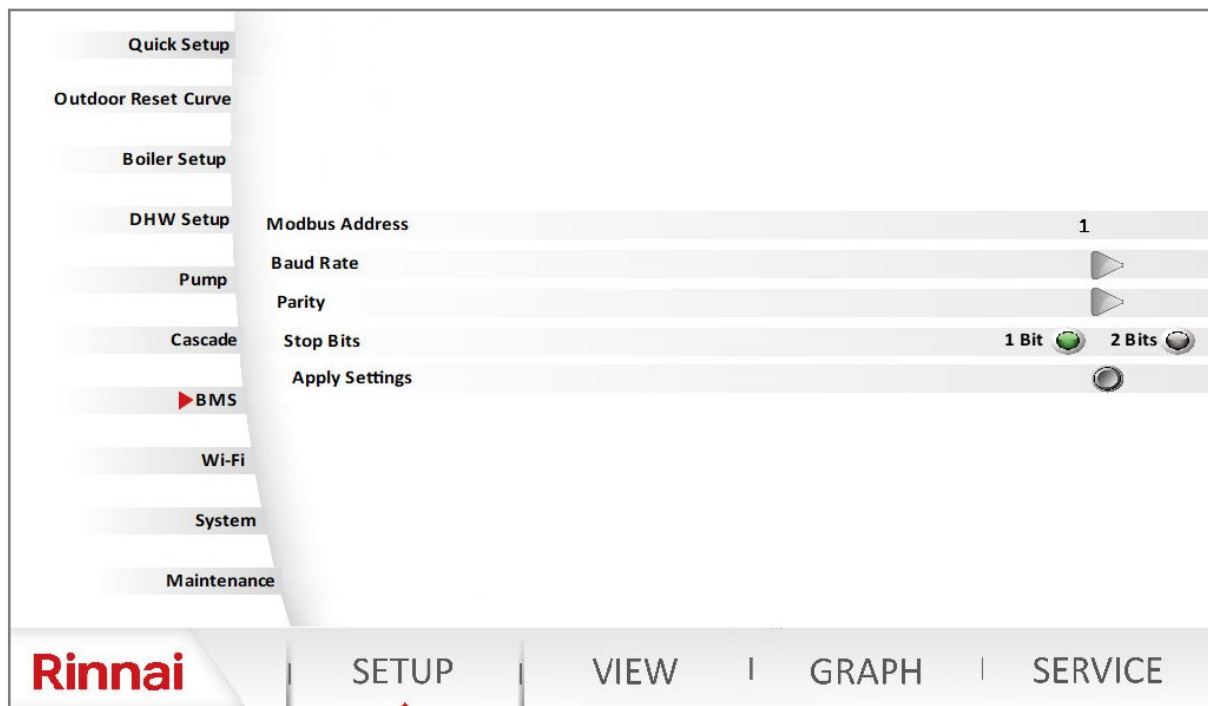 Quick Setup
Outdoor Reset Curve
Boiler Setup
DHW Setup
Pump
Cascade
BMS
Wi-Fi
System
Maintenance
Modbus Address 1
Baud Rate
Parity
Stop Bits 1 Bit 2 Bits
Apply Settings
Rinnai | SETUP | VIEW | GRAPH | SERVICE